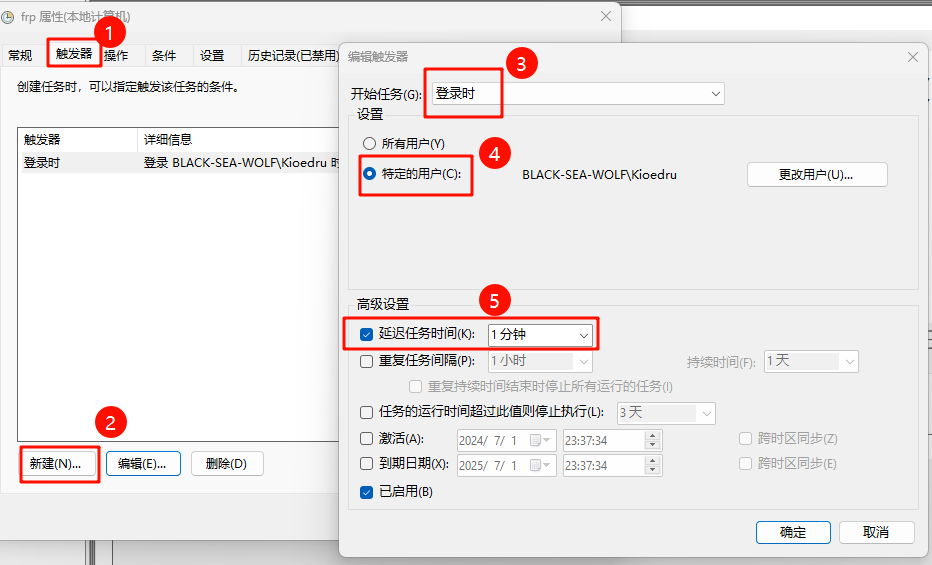 frp 属性(本地计算机)
1
常规 触发器 操作 条件 设置 历史记录(已禁用)
创建任务时，可以指定触发该任务的条件。
触发器 详细信息
登录时 登录 BLACK-SEA-WOLF\Kioedru 时
2
新建(N)... 编辑(E)... 删除(D)
编辑触发器
3
开始任务(G): 登录时
设置
所有用户(Y)
4
特定的用户(C): BLACK-SEA-WOLF\Kioedru 更改用户(U)...
5
高级设置
延迟任务时间(K): 1 分钟
重复任务间隔(P): 1 小时 持续时间(F): 1 天
重复持续时间结束时停止所有运行的任务(I)
任务的运行时间超过此值则停止执行(L): 3 天
激活(A): 2024/ 7/ 1 23:37:34 跨时区同步(Z)
到期日期(X): 2025/ 7/ 1 23:37:34 跨时区同步(E)
已启用(B)
确定 取消